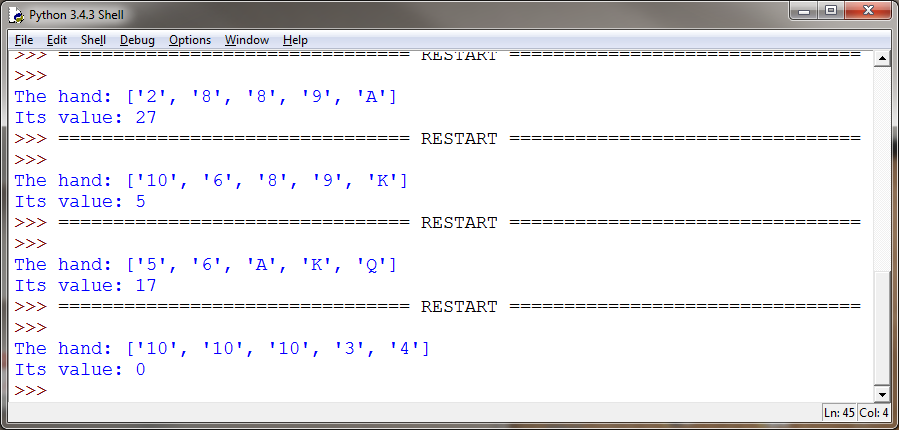 Python 3.4.3 Shell
File Edit Shell Debug Options Window Help
>>> ================================ RESTART ================================
>>>
The hand: ['2', '8', '8', '9', 'A']
Its value: 27
>>> ================================ RESTART ================================
>>>
The hand: ['10', '6', '8', '9', 'K']
Its value: 5
>>> ================================ RESTART ================================
>>>
The hand: ['5', '6', 'A', 'K', 'Q']
Its value: 17
>>> ================================ RESTART ================================
>>>
The hand: ['10', '10', '10', '3', '4']
Its value: 0
>>>
Ln: 45 Col: 4